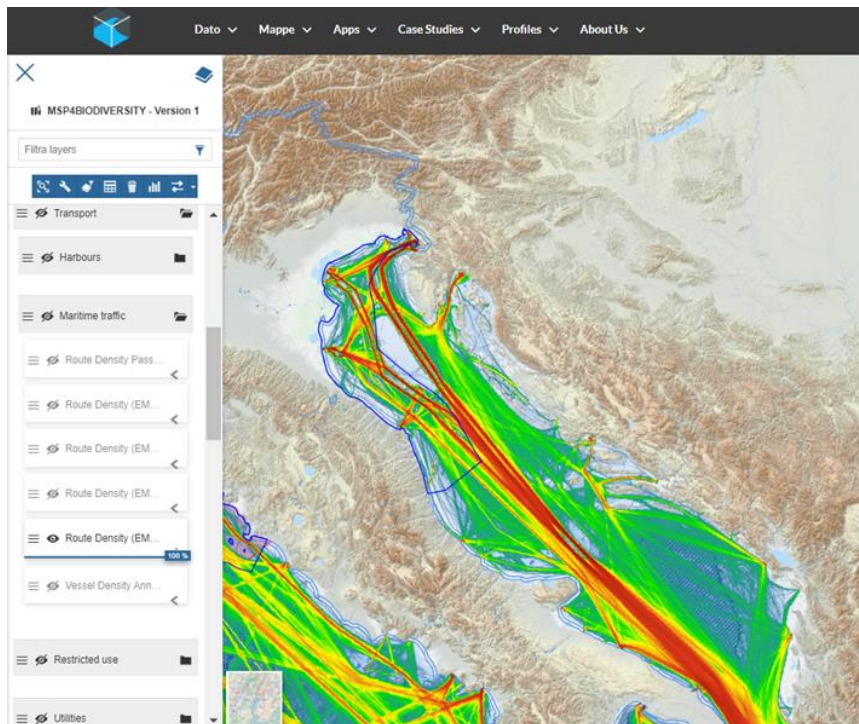 Dato Mappe Apps Case Studies Profiles About Us
MSP4BIODIVERSITY - Version 1
Filtra layers
Transport
Harbours
Maritime traffic
Route Density Pass...
Route Density (EM...
Route Density (EM...
Route Density (EM...
Route Density (EM...
100 %
Vessel Density Ann...
Restricted use
Utilities